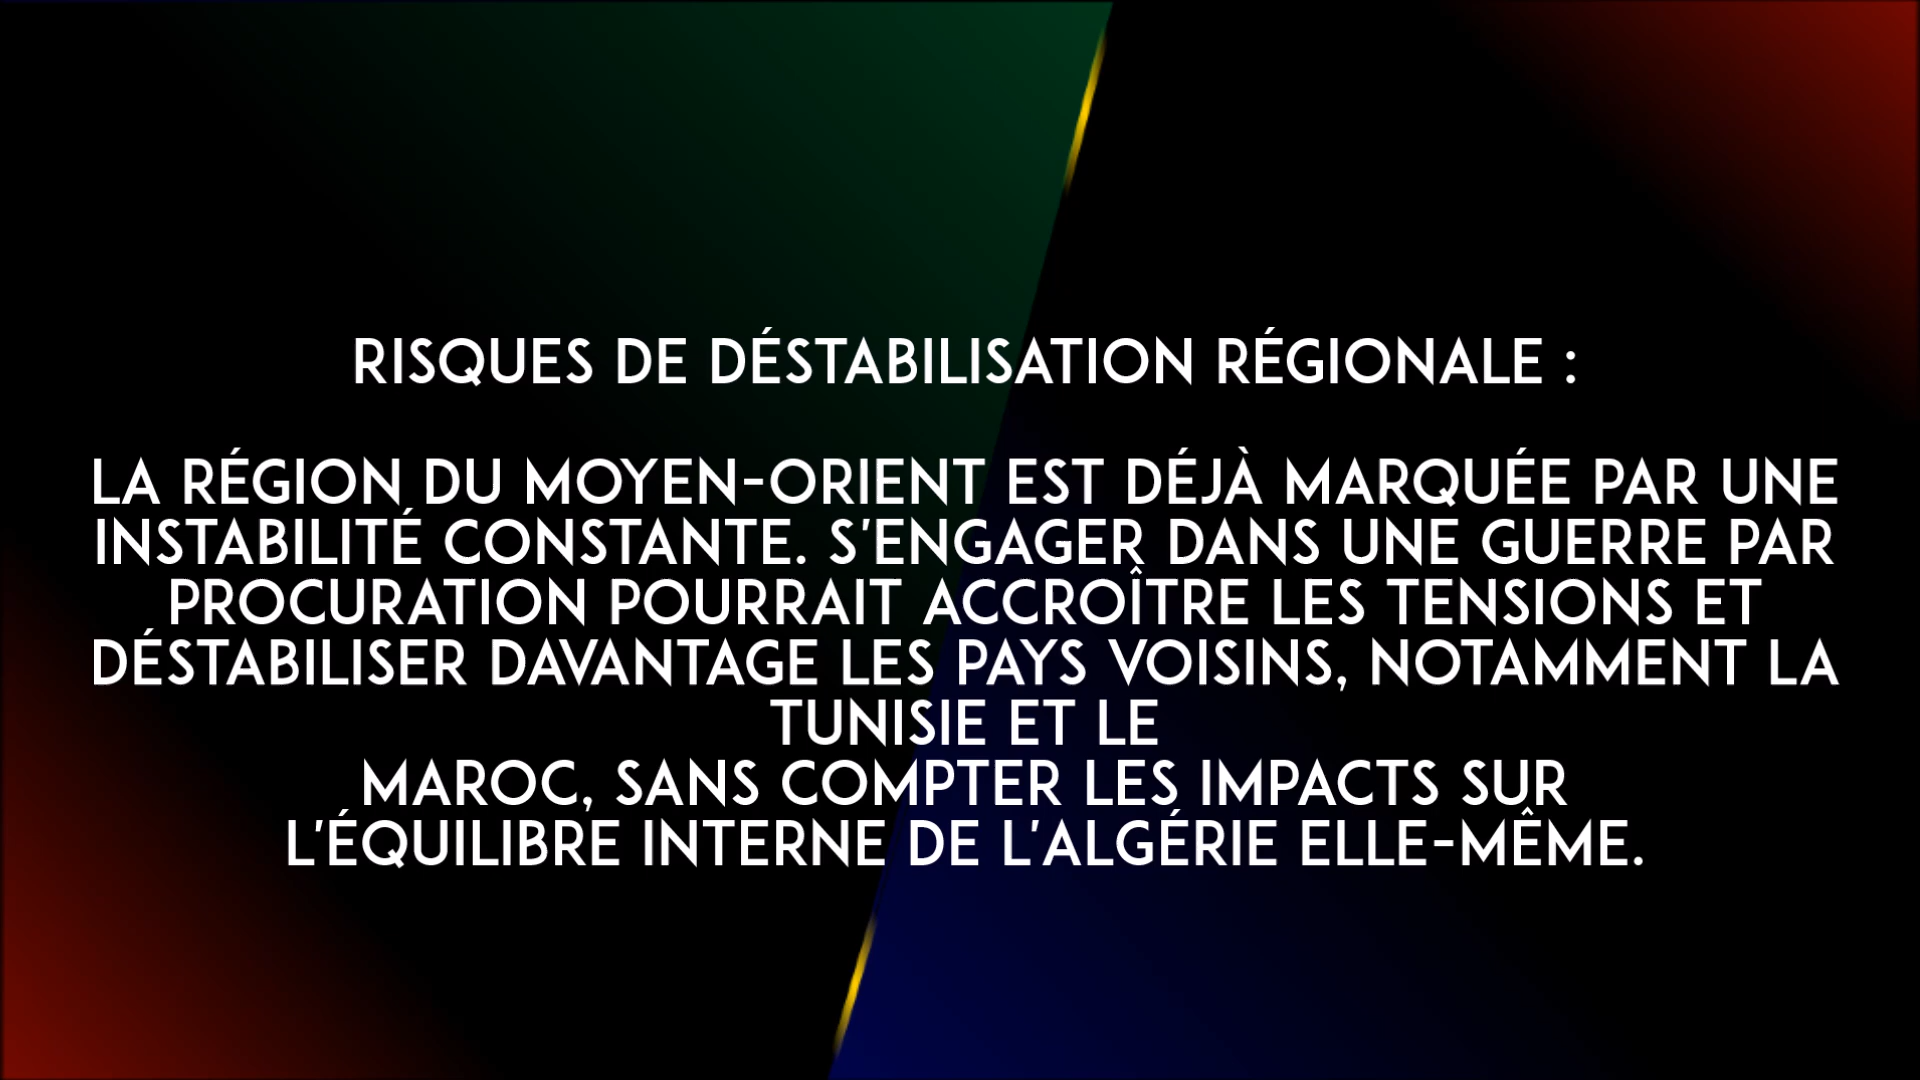 RISQUES DE DÉSTABILISATION RÉGIONALE :
LA RÉGION DU MOYEN-ORIENT EST DÉJÀ MARQUÉE PAR UNE
INSTABILITÉ CONSTANTE. S'ENGAGER DANS UNE GUERRE PAR
PROCURATION POURRAIT ACCROÎTRE LES TENSIONS ET
DÉSTABILISER DAVANTAGE LES PAYS VOISINS, NOTAMMENT LA
TUNISIE ET LE
MAROC, SANS COMPTER LES IMPACTS SUR
L'ÉQUILIBRE INTERNE DE L'ALGÉRIE ELLE-MÊME.